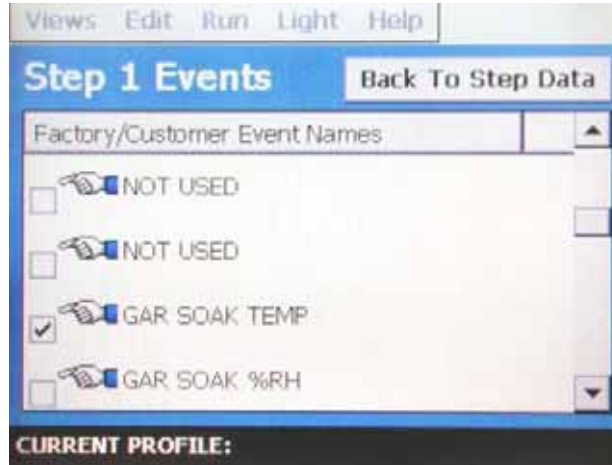 Views Edit Run Light Help
Step 1 Events Back To Step Data
Factory/Customer Event Names
NOT USED
NOT USED
GAR SOAK TEMP
GAR SOAK %RH
CURRENT PROFILE: